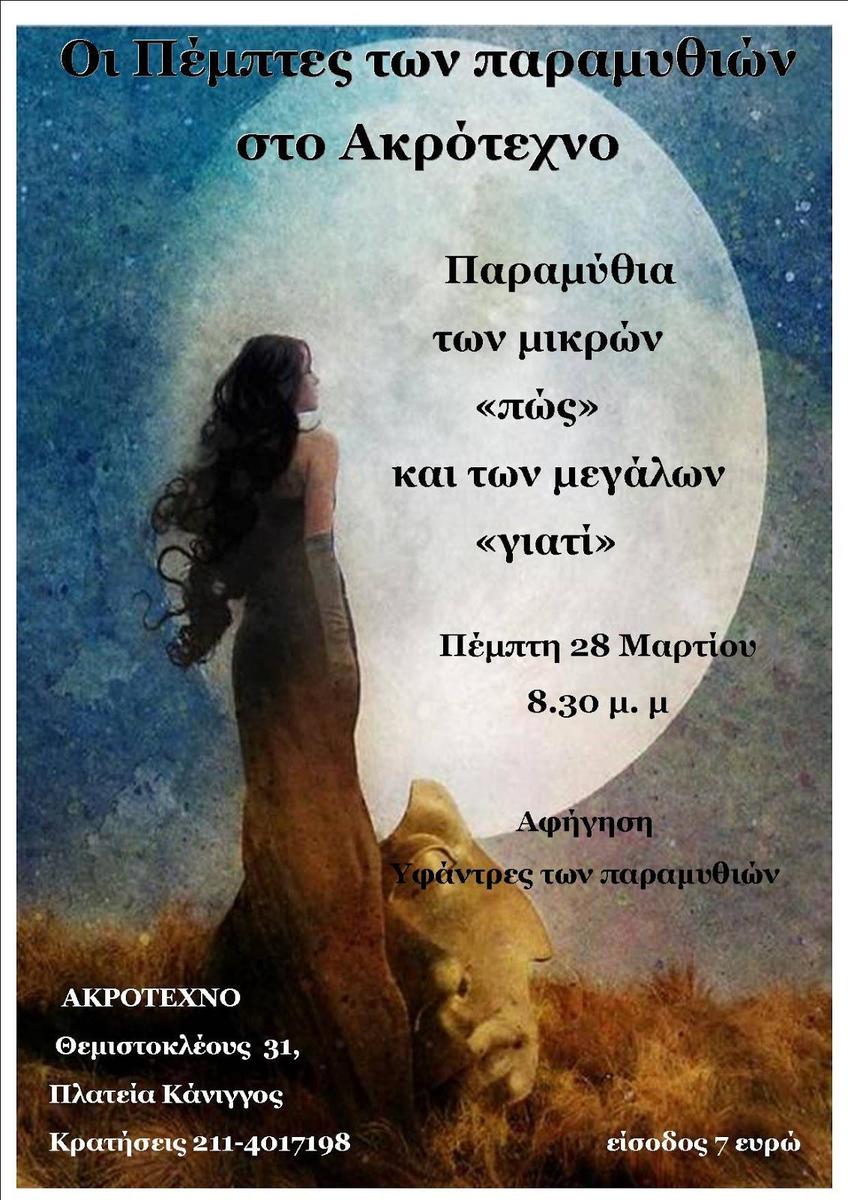 Οι Πέμπτες των παραμυθιών
στο Ακρότεχνο
Παραμύθια
των μικρών
«πώς»
και των μεγάλων
«γιατί»
Πέμπτη 28 Μαρτίου
8.30 μ. μ
Αφήγηση
Υφάντρες των παραμυθιών
ΑΚΡΟΤΕΧΝΟ
Θεμιστοκλέους 31,
Πλατεία Κάνιγγος
Κρατήσεις 211-4017198
είσοδος 7 ευρώ